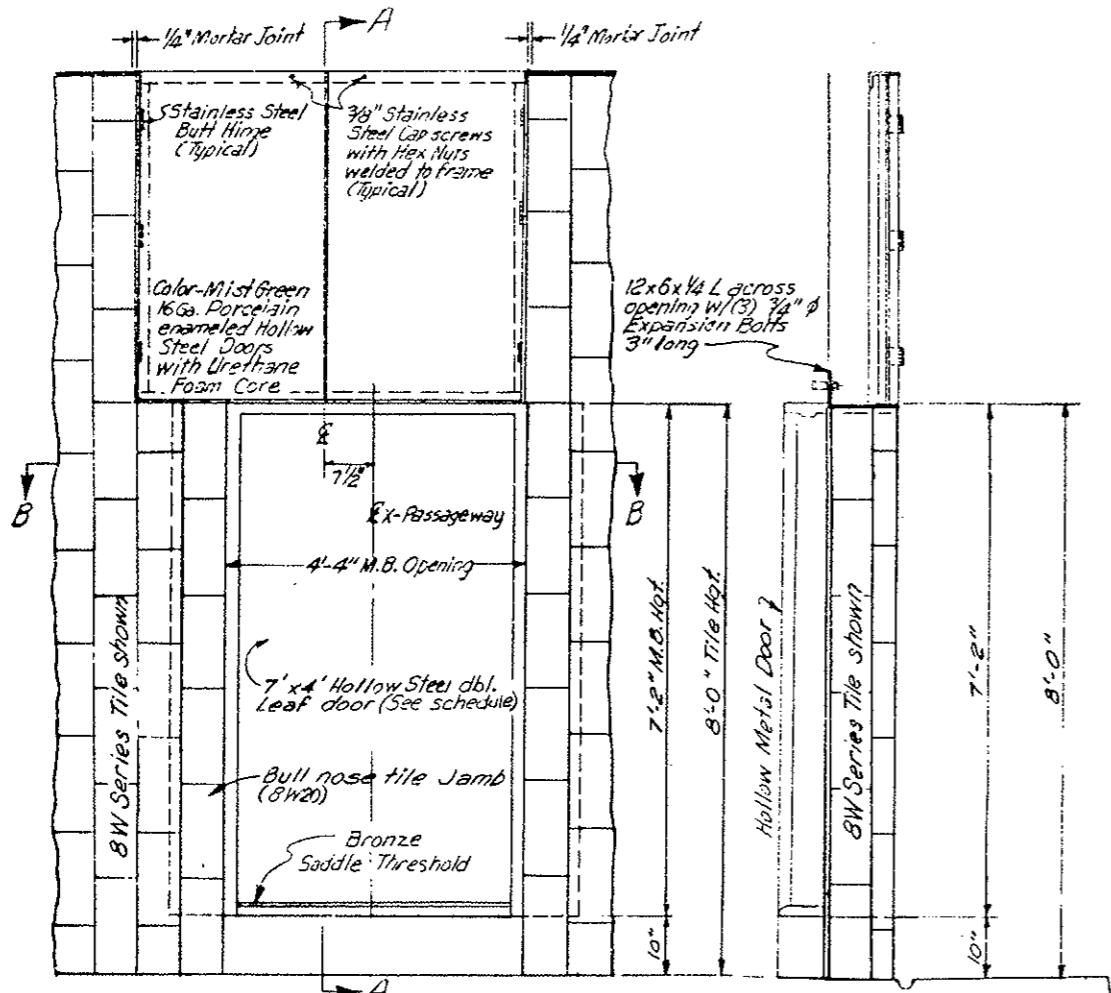 A
1/4" Mortar Joint
1/4" Mortar Joint
Stainless Steel
Butt Hinge
(Typical)
3/8" Stainless
Steel Cap screws
with Hex Nuts
welded to frame
(Typical)
Color-Mist Green
16Ga. Porcelain
enameled Hollow
Steel Doors
with Urethane
Foam Core
12x6x1/4 L across
opening w/(3) 3/4" ϕ
Expansion Bolts
3" long
℄
7 1/2"
B
B
℄x-Passageway
4'-4" M.B. Opening
7' x 4' Hollow Steel dbl.
Leaf door (See schedule)
Bull nose tile Jamb
(8W20)
Bronze
Saddle Threshold
8W Series Tile shown
7'-2" M.B. Hgt.
8'-0" Tile Hgt.
10"
Hollow Metal Door
8W Series Tile shown
7'-2"
10"
8'-0"
A